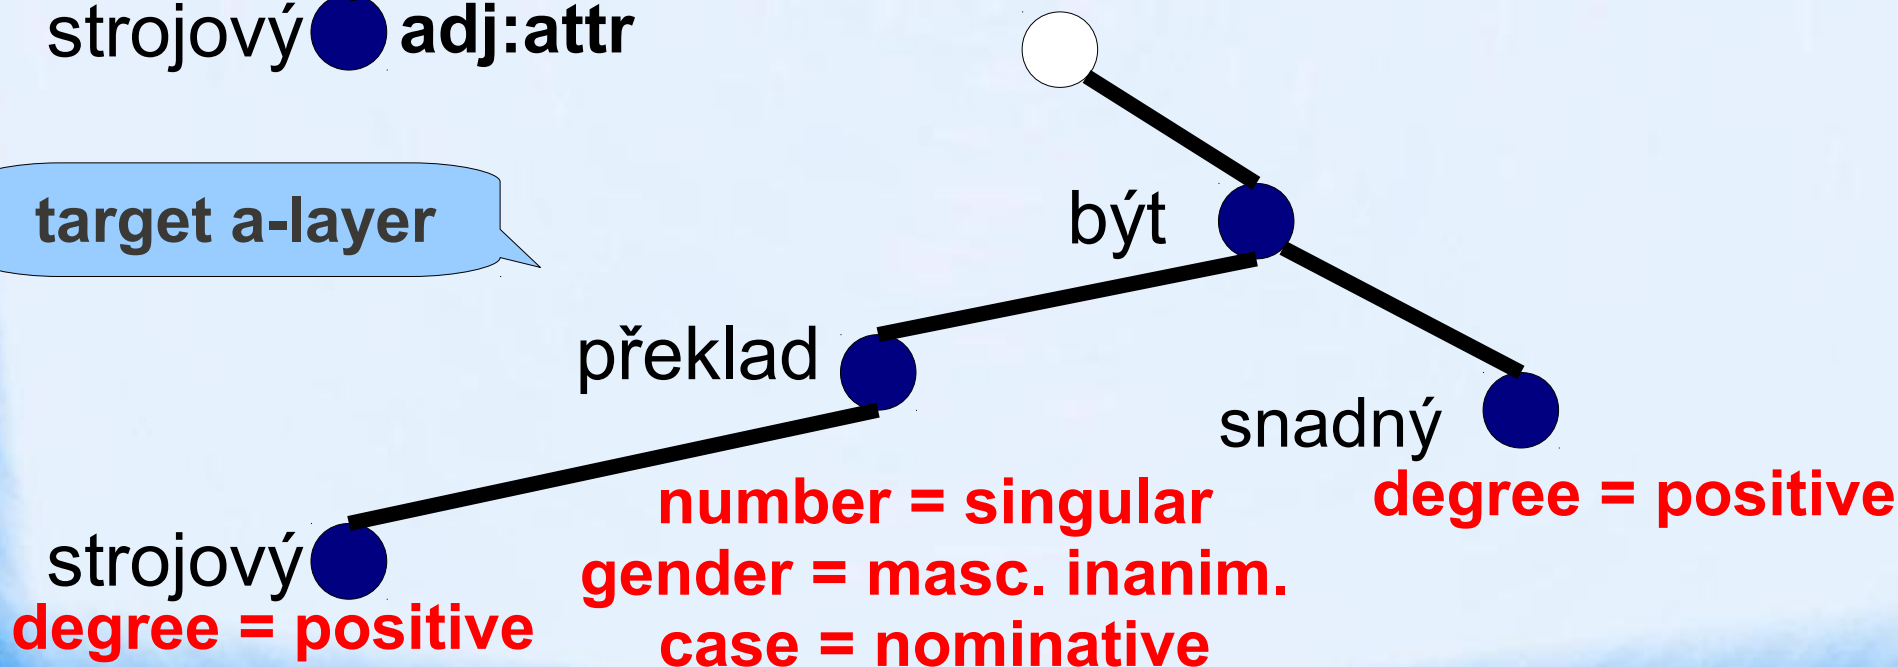 strojový adj:attr
target a-layer
být
překlad
snadný
number = singular
degree = positive
strojový
gender = masc. inanim.
degree = positive
case = nominative